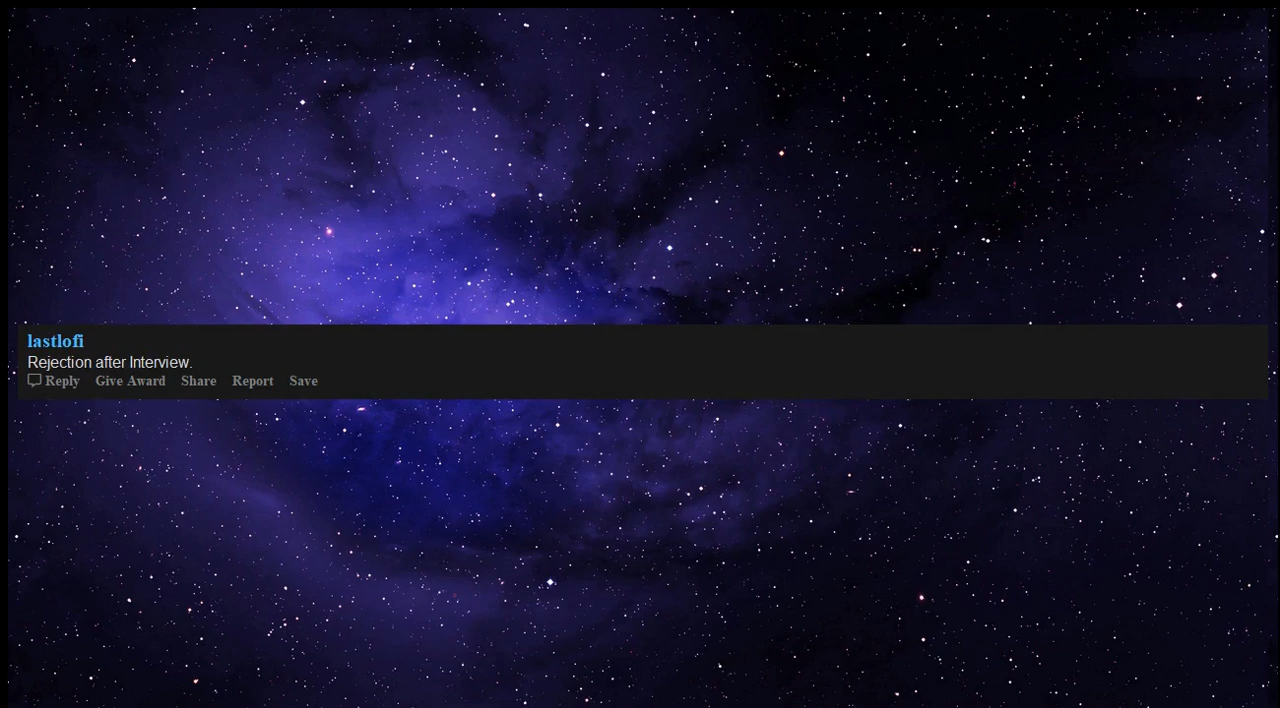 lastlofi
Rejection after Interview.
Reply Give Award Share Report Save